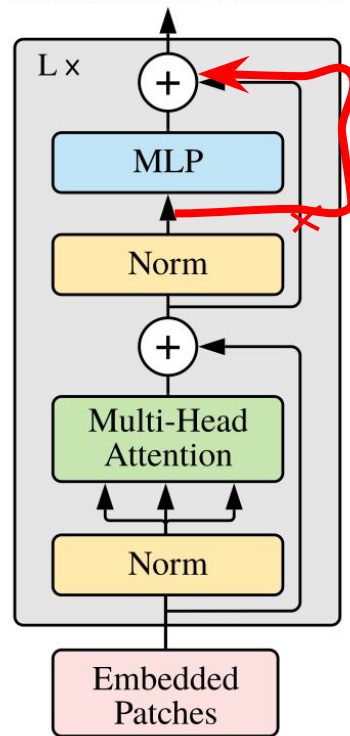 L ×
+
MLP
Norm
+
Multi-Head
Attention
Norm
Embedded
Patches